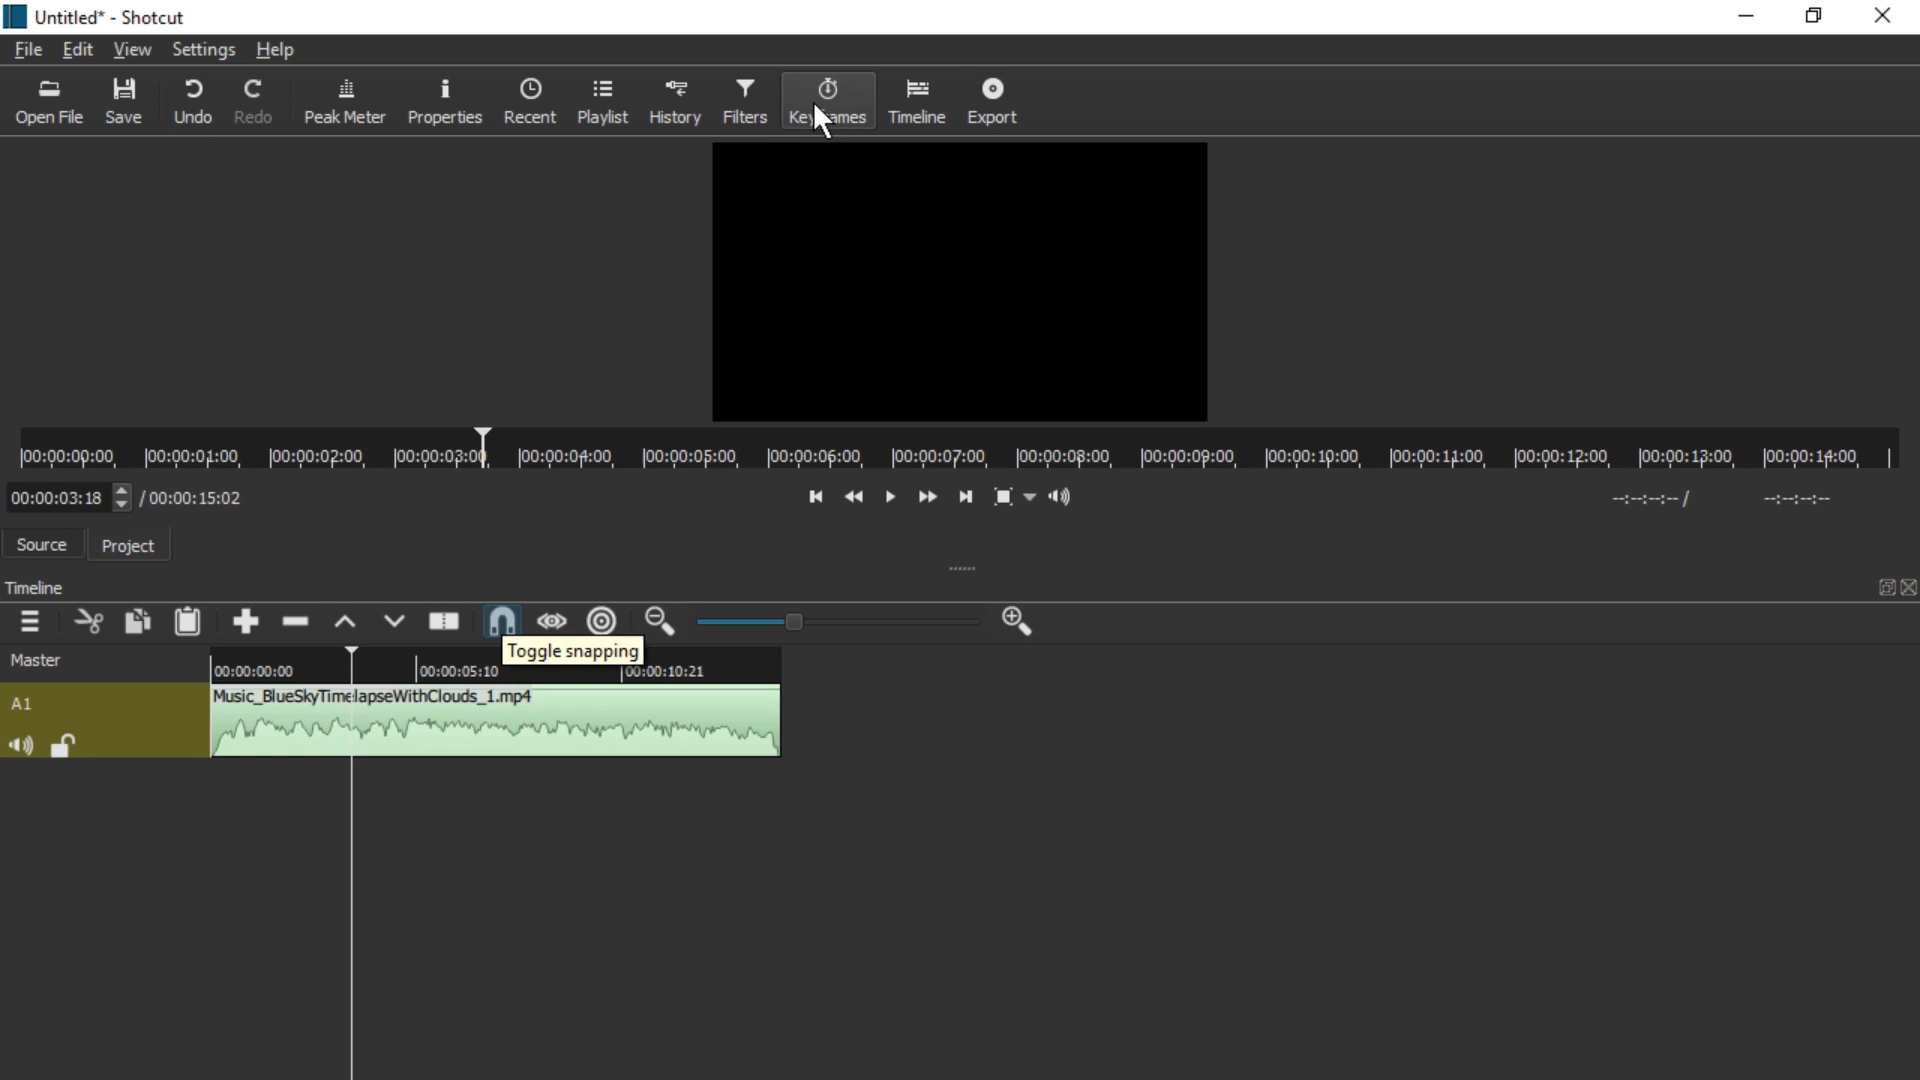 Untitled* - Shotcut
File Edit View Settings Help
Open File Save Undo Redo Peak Meter Properties Recent Playlist History Filters Timeline Export
00:00:00:00 00:00:01:00 00:00:02:00 00:00:03:00 00:00:04:00 00:00:05:00 00:00:06:00 00:00:07:00 00:00:08:00 00:00:09:00 00:00:10:00 00:00:11:00 00:00:12:00 00:00:13:00 00:00:14:00
00:00:03:18 / 00:00:15:02 --:--:--:-- / --:--:--:--
Source Project
Timeline
Toggle snapping
Master 00:00:00:00 00:00:05:10 00:00:10:21
A1 Music_BlueSkyTimelapseWithClouds_1.mp4